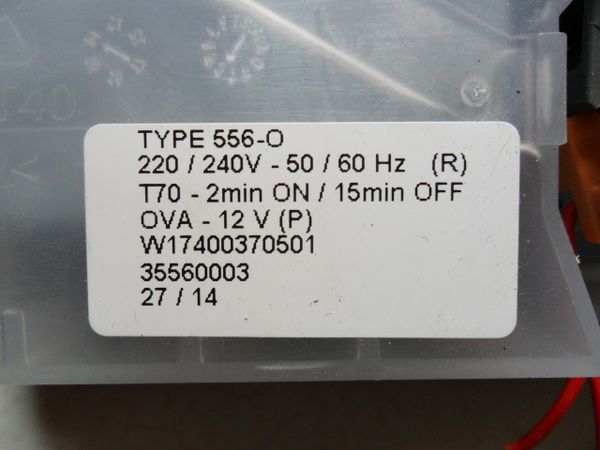 TYPE 556-O
220 / 240V - 50 / 60 Hz (R)
T70 - 2min ON / 15min OFF
OVA - 12 V (P)
W17400370501
35560003
27 / 14